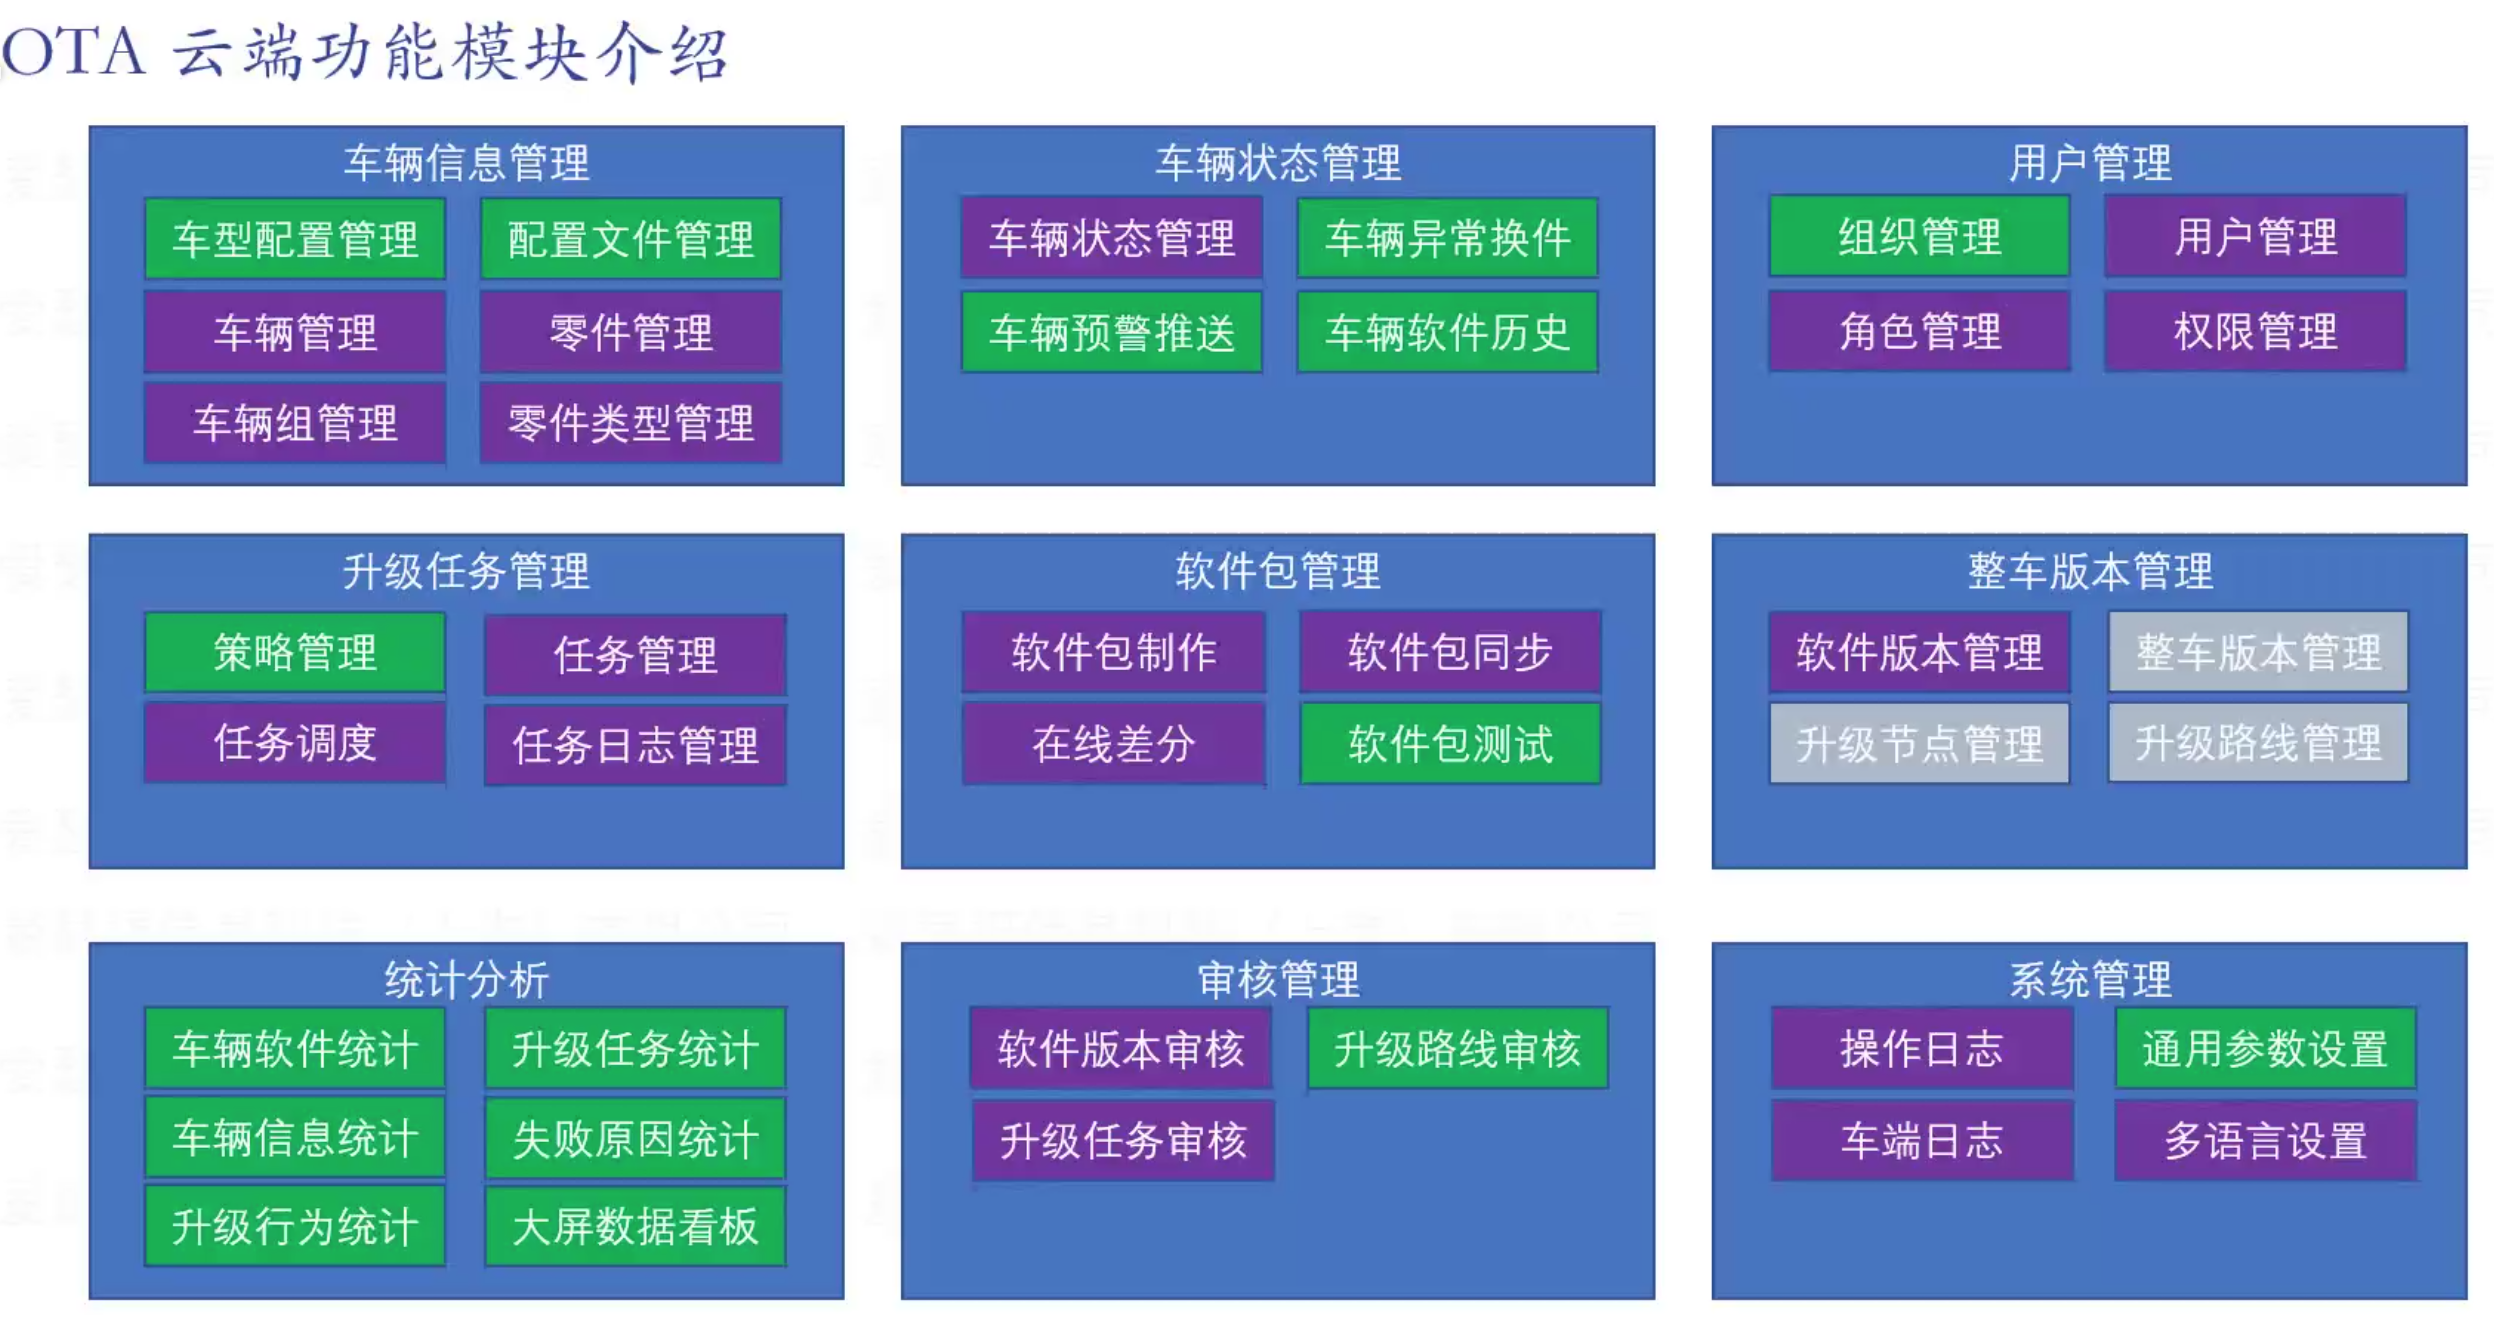 OTA 云端功能模块介绍
车辆信息管理
车型配置管理
配置文件管理
车辆管理
零件管理
车辆组管理
零件类型管理
车辆状态管理
车辆状态管理
车辆异常换件
车辆预警推送
车辆软件历史
用户管理
组织管理
用户管理
角色管理
权限管理
升级任务管理
策略管理
任务管理
任务调度
任务日志管理
软件包管理
软件包制作
软件包同步
在线差分
软件包测试
整车版本管理
软件版本管理
整车版本管理
升级节点管理
升级路线管理
统计分析
车辆软件统计
升级任务统计
车辆信息统计
失败原因统计
升级行为统计
大屏数据看板
审核管理
软件版本审核
升级路线审核
升级任务审核
系统管理
操作日志
通用参数设置
车端日志
多语言设置